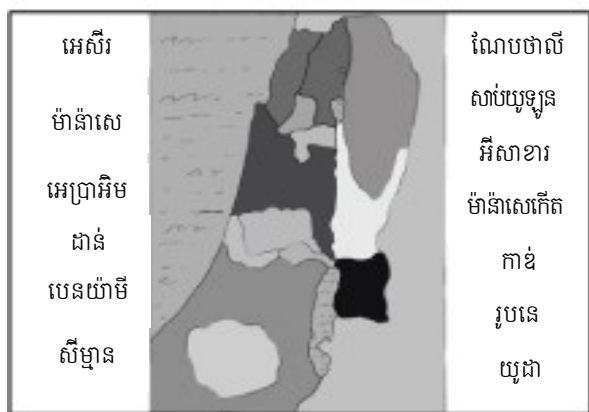 អេស៊ីរ
ម៉ាន៉ាសេ
អេប្រាអិម
ដាន់
បេនយ៉ាមី
ស៊ីម្មាន
ណែបថាលី
សាប់យូឡូន
អ៊ីសាខារ
ម៉ាន៉ាសេកើត
កាឌ់
រូបនេ
យូដា